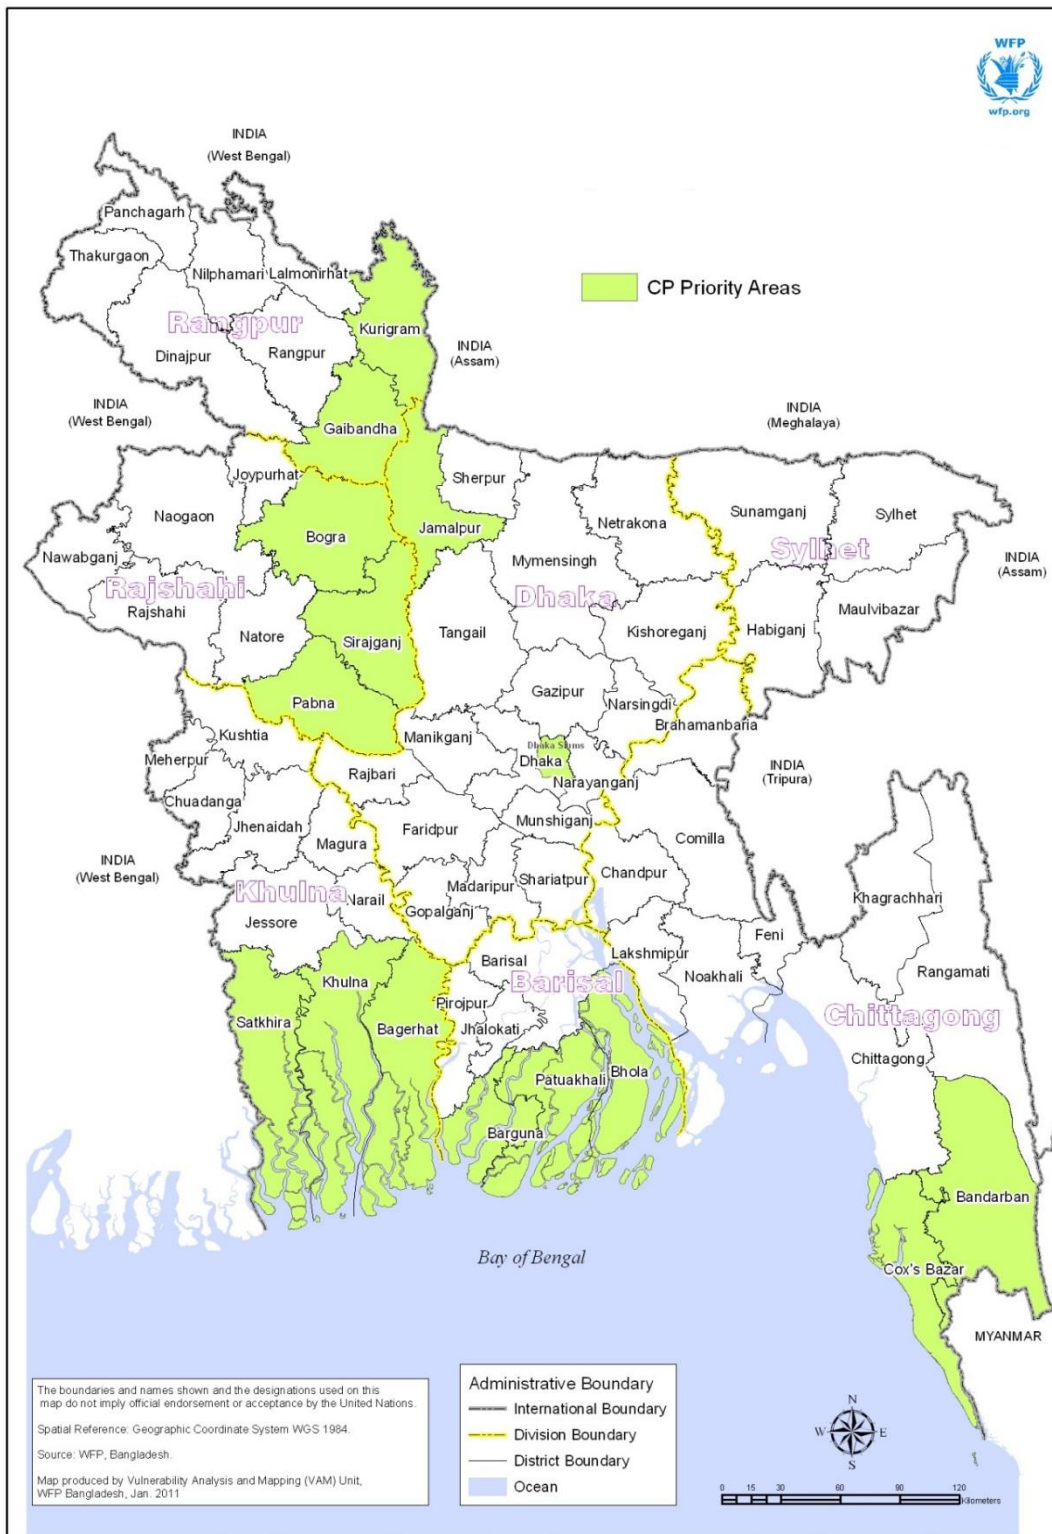 WFP
wfp.org
INDIA
(West Bengal)
Panchagarh
Thakurgaon
Nilphamari
Lalmonirhat
CP Priority Areas
Rangpur
Kurigram
Dinajpur
Rangpur
INDIA
(Assam)
INDIA
(West Bengal)
INDIA
(Meghalaya)
Gaibandha
Joypurhat
Sherpur
Naogaon
Sunamganj
Sylhet
Netrakona
Jamalpur
Bogra
Nawabganj
Mymensingh
Sylhet
INDIA
(Assam)
Rajshahi
Dhaka
Rajshahi
Maulvibazar
Natore
Sirajganj
Tangail
Kishoreganj
Habiganj
Pabna
Gazipur
Narsingdi
Brahamanbaria
Kushtia
Manikganj
Dhaka Slums
Meherpur
Dhaka
INDIA
(Tripura)
Rajbari
Narayanganj
Chuadanga
Jhenaidah
Faridpur
Munshiganj
Magura
Comilla
INDIA
(West Bengal)
Madaripur
Shariatpur
Chandpur
Khulna
Narail
Khagrachhari
Gopalganj
Jessore
Feni
Barisal
Lakshmipur
Noakhali
Rangamati
Khulna
Barisal
Pirojpur
Satkhira
Bagerhat
Jhalokati
Chittagong
Chittagong
Patuakhali
Bhola
Barguna
Bandarban
Bay of Bengal
Cox's Bazar
MYANMAR
The boundaries and names shown and the designations used on this
map do not imply official endorsement or acceptance by the United Nations.
Spatial Reference: Geographic Coordinate System WGS 1984.
Source: WFP, Bangladesh.
Map produced by Vulnerability Analysis and Mapping (VAM) Unit,
WFP Bangladesh, Jan. 2011
Administrative Boundary
International Boundary
Division Boundary
District Boundary
Ocean
N
W E
S
0 15 30 60 90 120
Kilometers